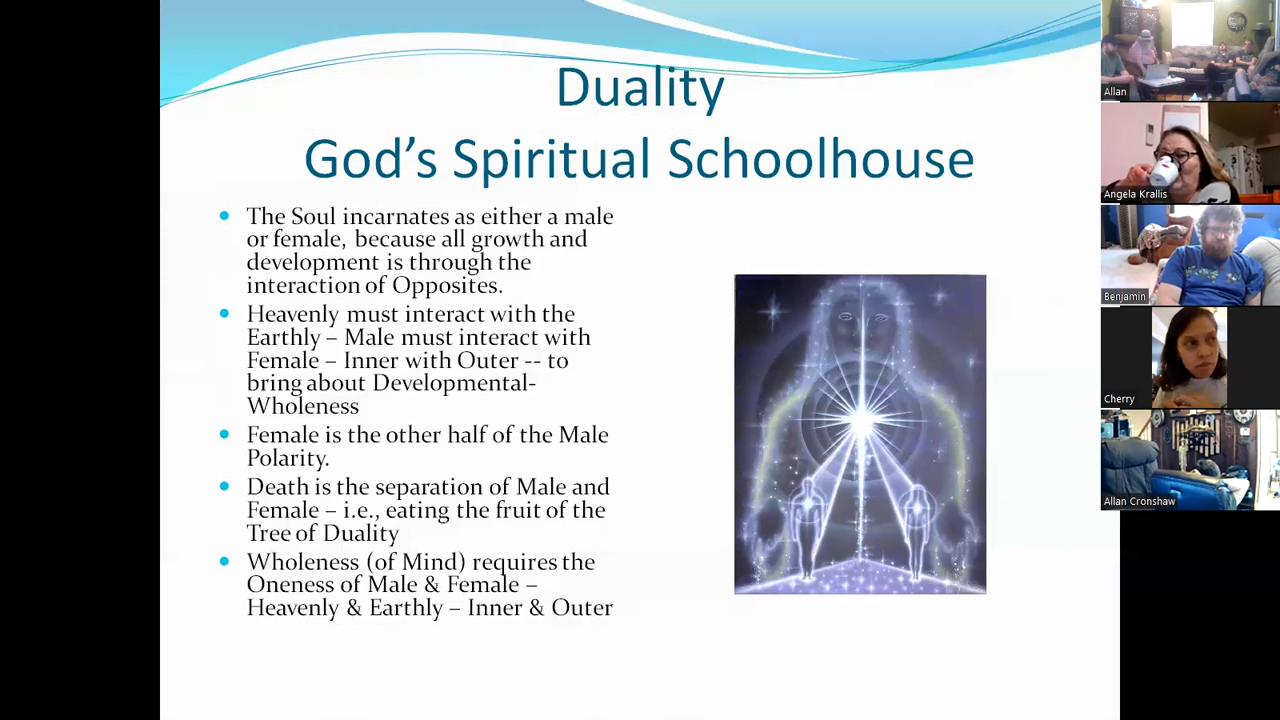 Duality
God's Spiritual Schoolhouse
The Soul incarnates as either a male
or female, because all growth and
development is through the
interaction of Opposites.
Heavenly must interact with the
Earthly – Male must interact with
Female – Inner with Outer -- to
bring about Developmental-
Wholeness
Female is the other half of the Male
Polarity.
Death is the separation of Male and
Female – i.e., eating the fruit of the
Tree of Duality
Wholeness (of Mind) requires the
Oneness of Male & Female –
Heavenly & Earthly – Inner & Outer
Allan
Angela Krallis
Benjamin
Cherry
Allan Cronshaw